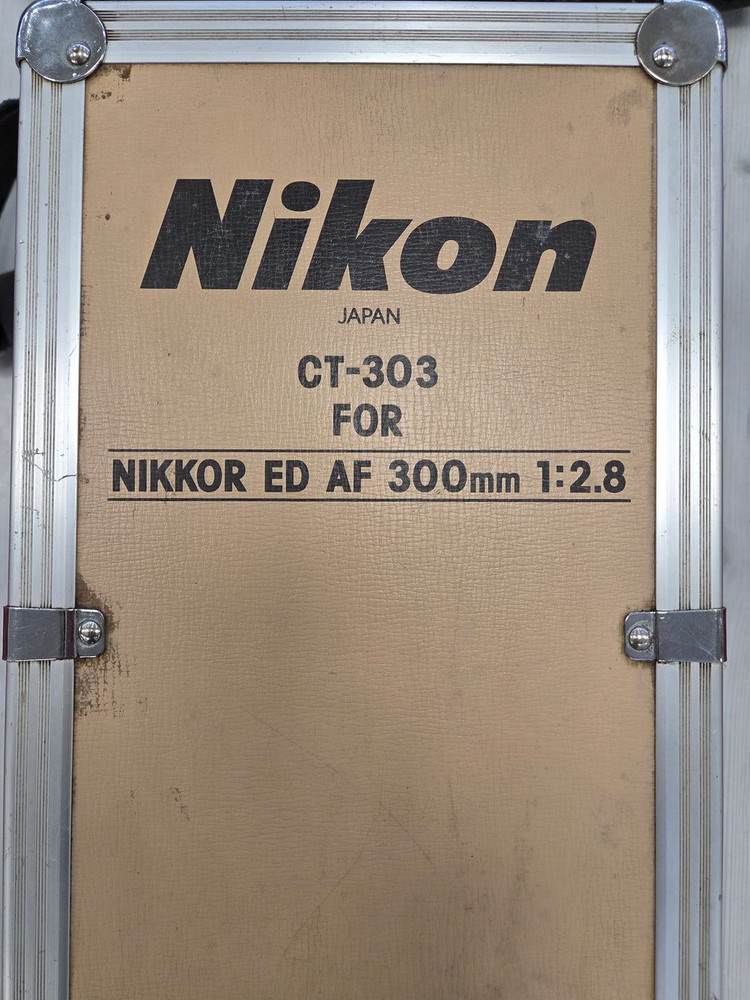 Nikon
JAPAN
CT-303
FOR
NIKKOR ED AF 300mm 1:2.8